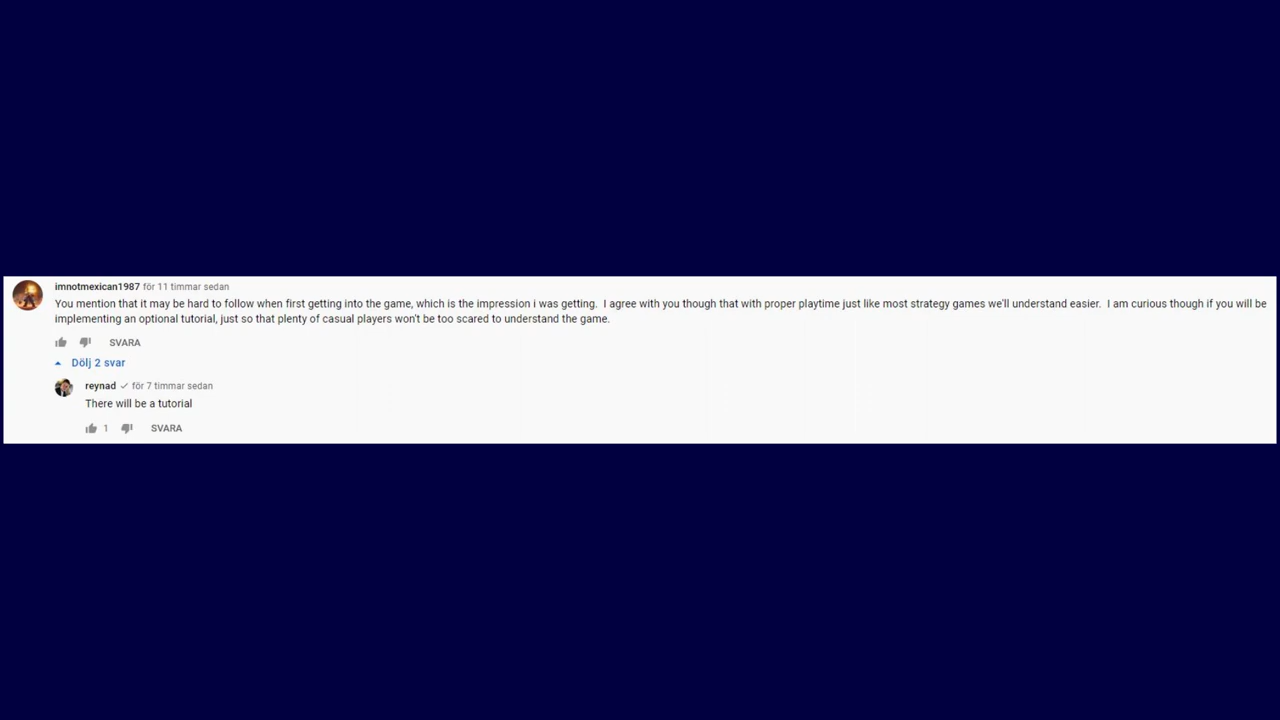 imnotmexican1987 för 11 timmar sedan
You mention that it may be hard to follow when first getting into the game, which is the impression i was getting.  I agree with you though that with proper playtime just like most strategy games we'll understand easier.  I am curious though if you will be
implementing an optional tutorial, just so that plenty of casual players won't be too scared to understand the game.
SVARA
Dölj 2 svar
reynad för 7 timmar sedan
There will be a tutorial
1 SVARA